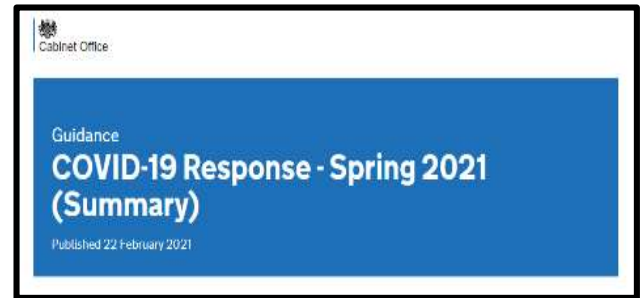 Cabinet Office
Guidance
COVID-19 Response - Spring 2021
(Summary)
Published 22 February 2021